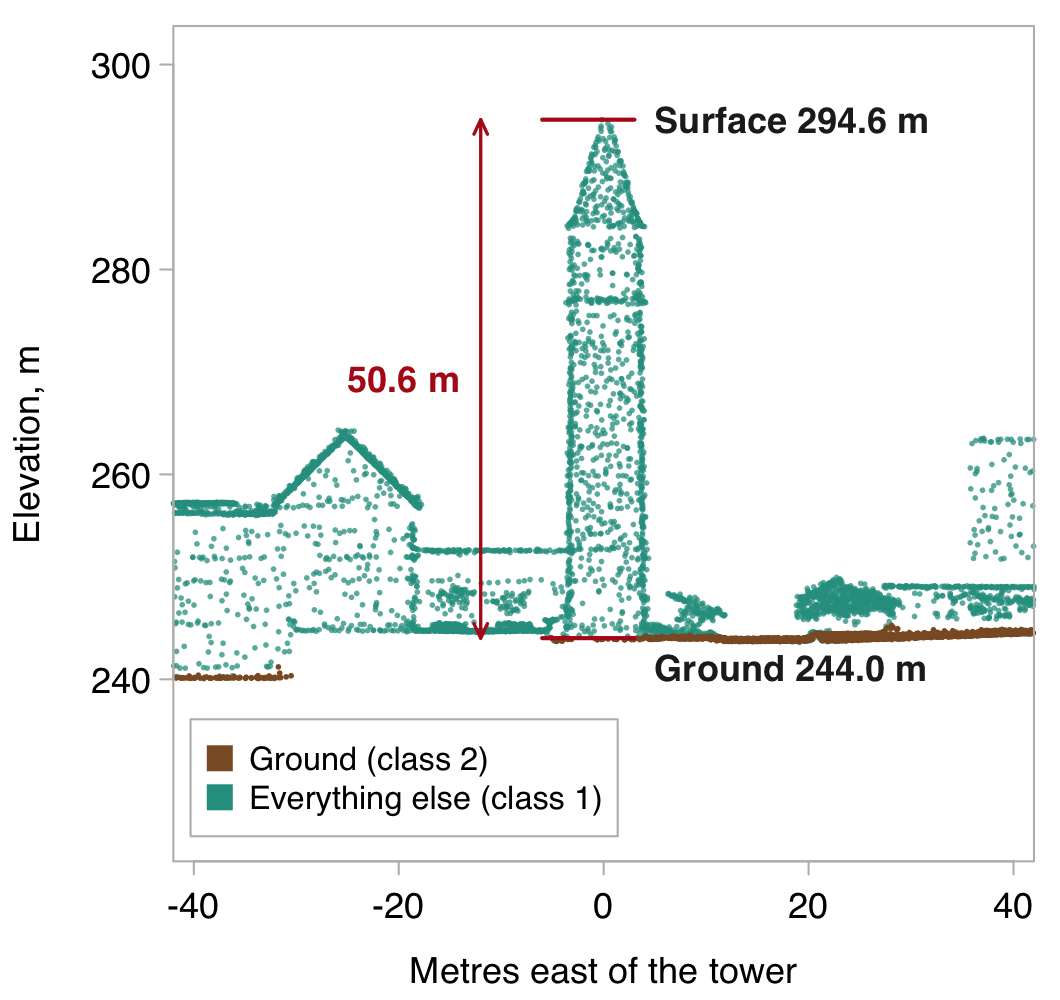 300
Surface 294.6 m
280
50.6 m
Elevation, m
260
240
Ground 244.0 m
Ground (class 2)
Everything else (class 1)
-40
-20
0
20
40
Metres east of the tower